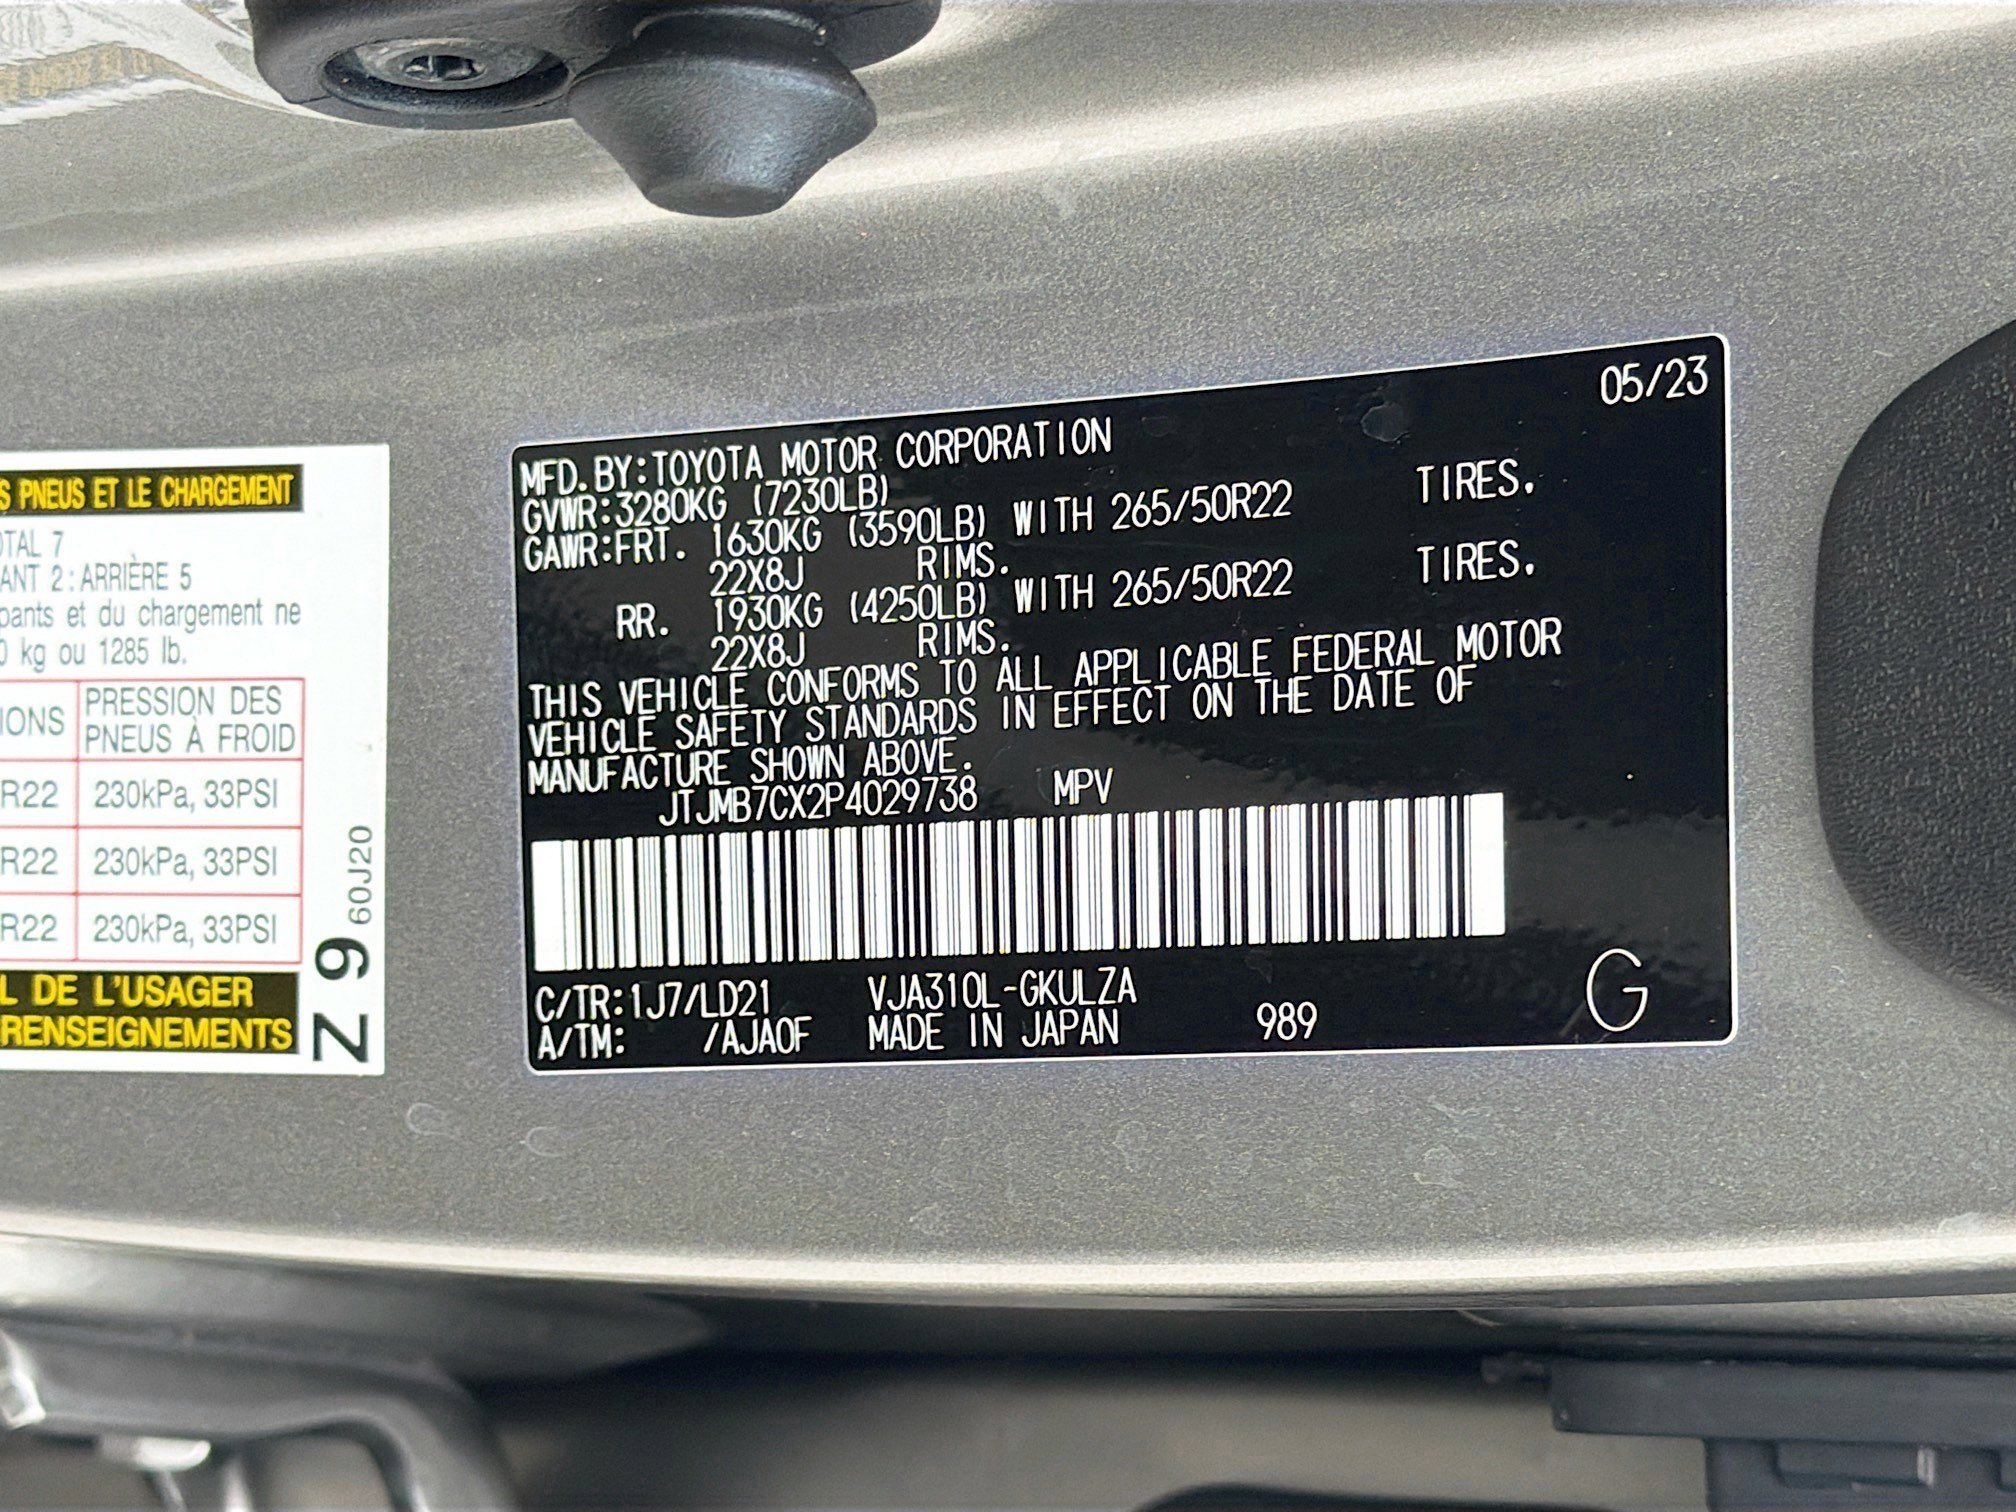 S PNEUS ET LE CHARGEMENT
OTAL 7
ANT 2: ARRIÈRE 5
pants et du chargement ne
0 kg ou 1285 lb.
IONS PRESSION DES PNEUS À FROID
R22 230kPa, 33PSI
R22 230kPa, 33PSI
R22 230kPa, 33PSI
L DE L'USAGER
RENSEIGNEMENTS
Z 9 60J20
05/23
MFD.BY:TOYOTA MOTOR CORPORATION
GVWR:3280KG (7230LB)
GAWR:FRT. 1630KG (3590LB) WITH 265/50R22 TIRES.
22X8J RIMS.
RR. 1930KG (4250LB) WITH 265/50R22 TIRES.
22X8J RIMS.
THIS VEHICLE CONFORMS TO ALL APPLICABLE FEDERAL MOTOR
VEHICLE SAFETY STANDARDS IN EFFECT ON THE DATE OF
MANUFACTURE SHOWN ABOVE.
JTJMB7CX2P4029738 MPV
C/TR:1J7/LD21 VJA310L-GKULZA
A/TM: /AJA0F MADE IN JAPAN 989 G